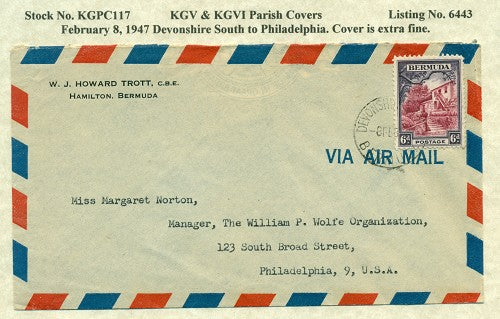 Stock No. KGPC117 KGV & KGVI Parish Covers Listing No. 6443
February 8, 1947 Devonshire South to Philadelphia. Cover is extra fine.
W. J. HOWARD TROTT, C.B.E.
HAMILTON, BERMUDA
BERMUDA
6d POSTAGE 6d
DEVONSHIRE
VIA AIR MAIL
Miss Margaret Norton,
Manager, The William P. Wolfe Organization,
123 South Broad Street,
Philadelphia, 9, U.S.A.